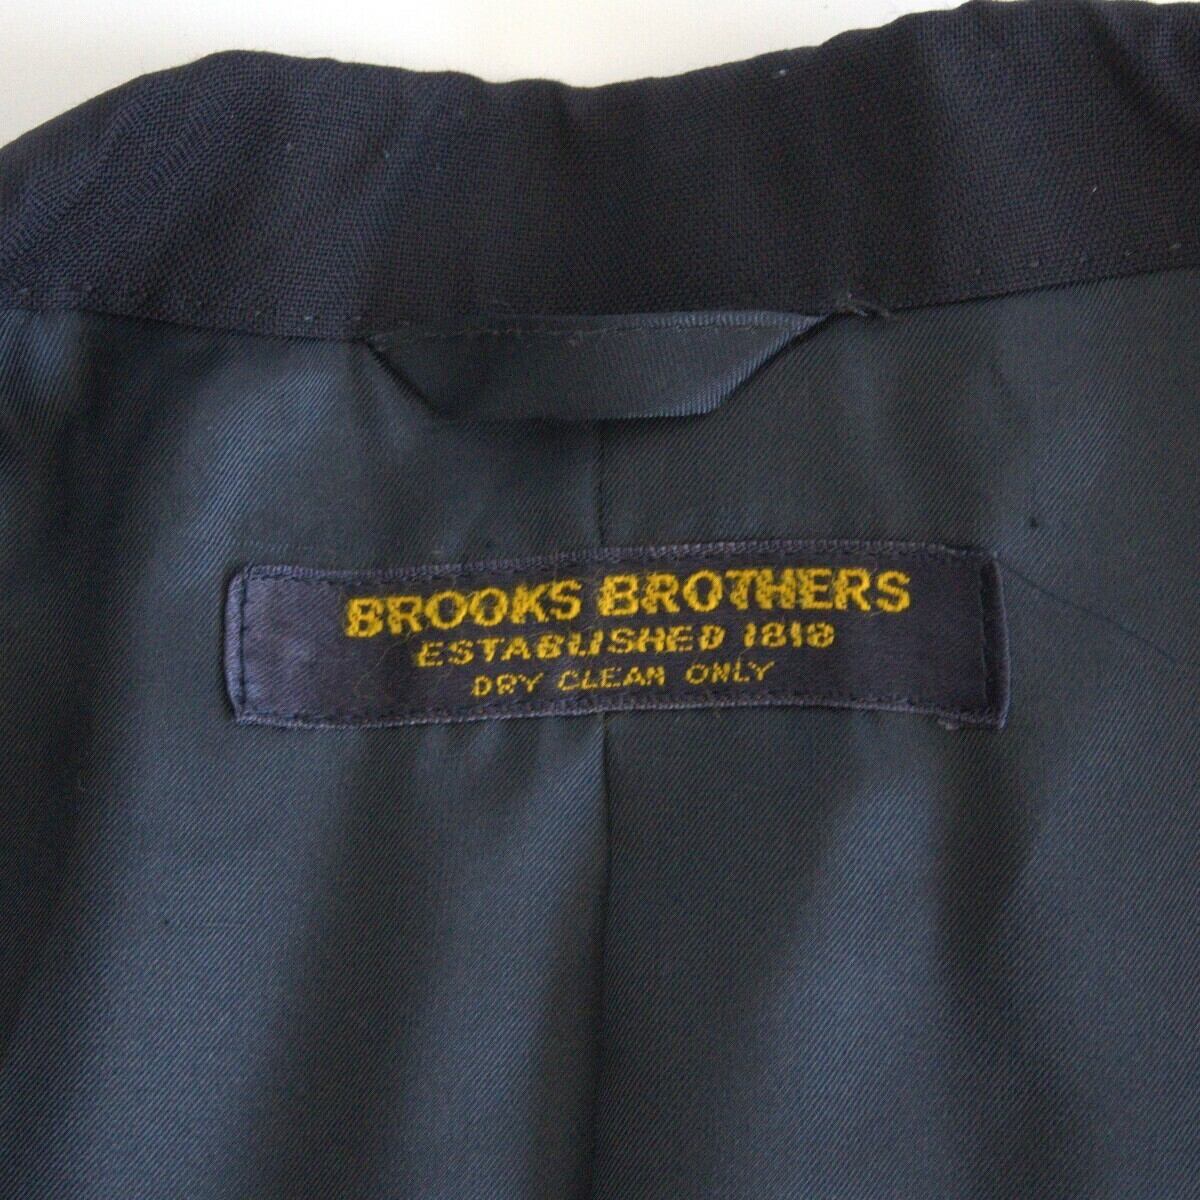 BROOKS BROTHERS
ESTABLISHED 1818
DRY CLEAN ONLY